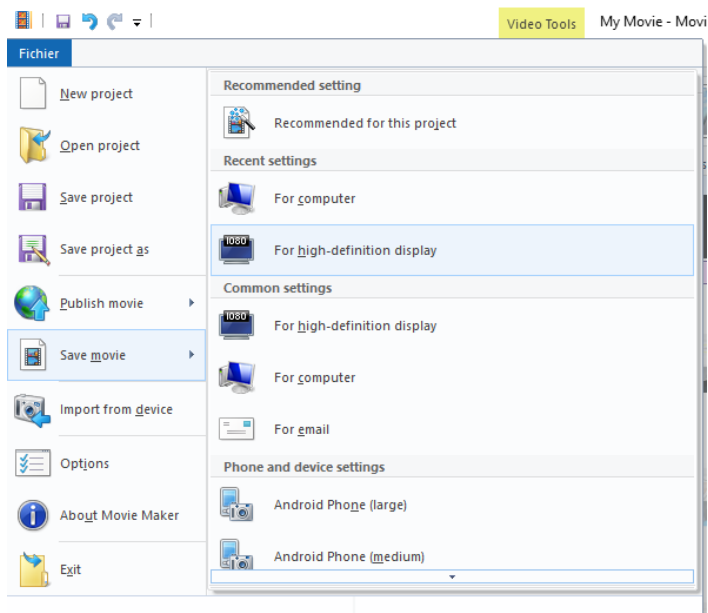 Video Tools
My Movie - Movi
Fichier
New project
Open project
Save project
Save project as
Publish movie
Save movie
Import from device
Options
About Movie Maker
Exit
Recommended setting
Recommended for this project
Recent settings
For computer
1080
For high-definition display
Common settings
1080
For high-definition display
For computer
For email
Phone and device settings
Android Phone (large)
Android Phone (medium)